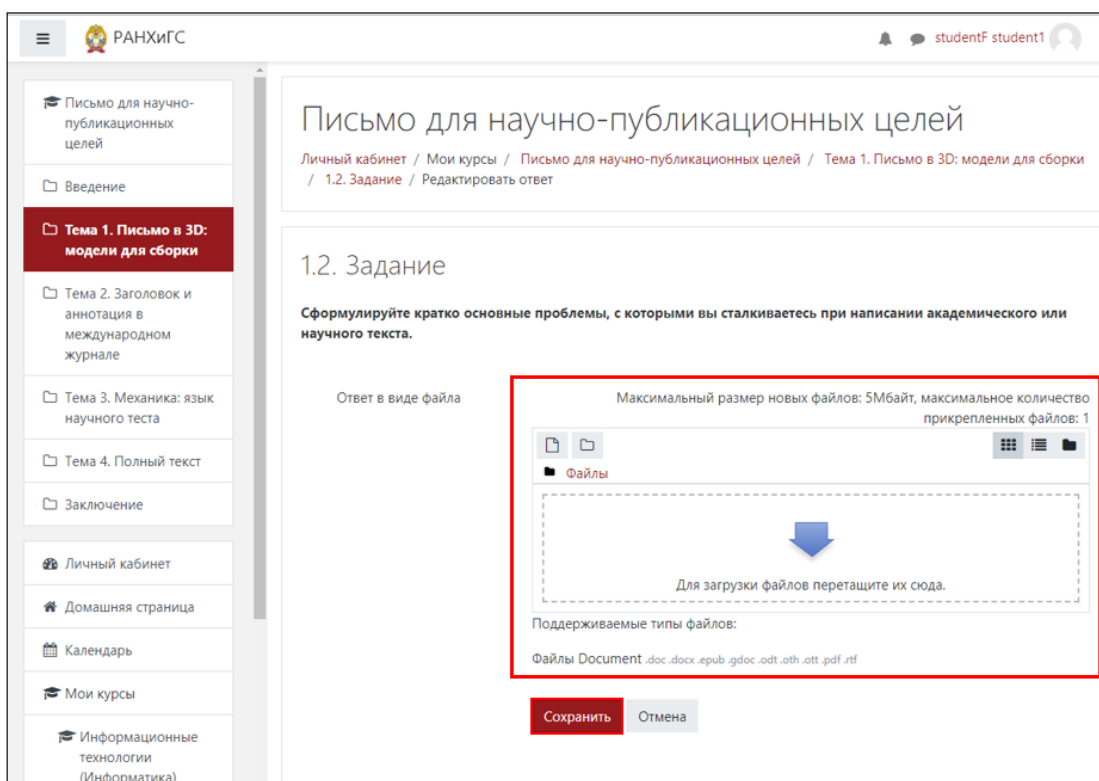 РАНХиГС
studentF student1
Письмо для научно-
публикационных
целей
Введение
Тема 1. Письмо в 3D:
модели для сборки
Тема 2. Заголовок и
аннотация в
международном
журнале
Тема 3. Механика: язык
научного теста
Тема 4. Полный текст
Заключение
Личный кабинет
Домашняя страница
Календарь
Мои курсы
Информационные
технологии
(Информатика)
Письмо для научно-публикационных целей
Личный кабинет / Мои курсы / Письмо для научно-публикационных целей / Тема 1. Письмо в 3D: модели для сборки
/ 1.2. Задание / Редактировать ответ
1.2. Задание
Сформулируйте кратко основные проблемы, с которыми вы сталкиваетесь при написании академического или
научного текста.
Ответ в виде файла
Максимальный размер новых файлов: 5Мбайт, максимальное количество
прикрепленных файлов: 1
Файлы
Для загрузки файлов перетащите их сюда.
Поддерживаемые типы файлов:
Файлы Document .doc .docx .epub .gdoc .odt .oth .ott .pdf .rtf
Сохранить Отмена